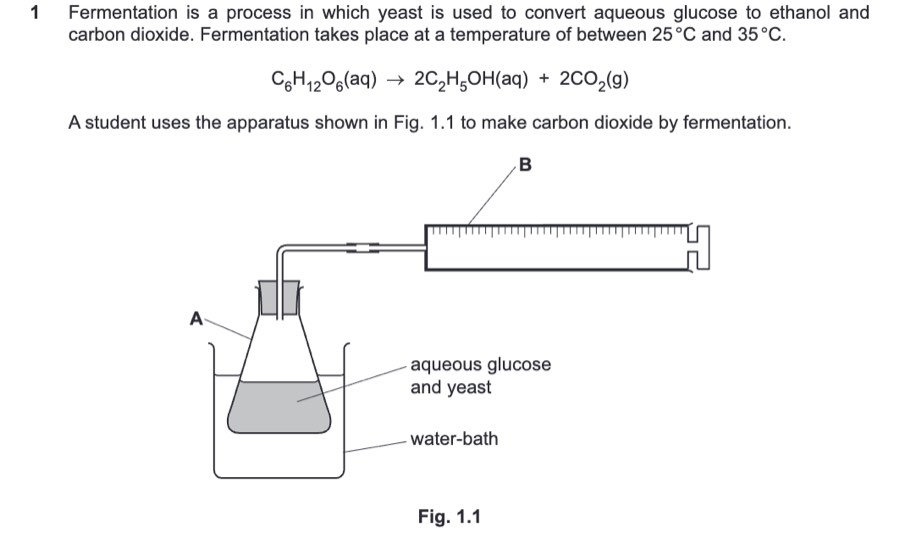 1 Fermentation is a process in which yeast is used to convert aqueous glucose to ethanol and
carbon dioxide. Fermentation takes place at a temperature of between 25 °C and 35 °C.
C₆H₁₂O₆(aq) → 2C₂H₅OH(aq) + 2CO₂(g)
A student uses the apparatus shown in Fig. 1.1 to make carbon dioxide by fermentation.
B
A
aqueous glucose
and yeast
water-bath
Fig. 1.1